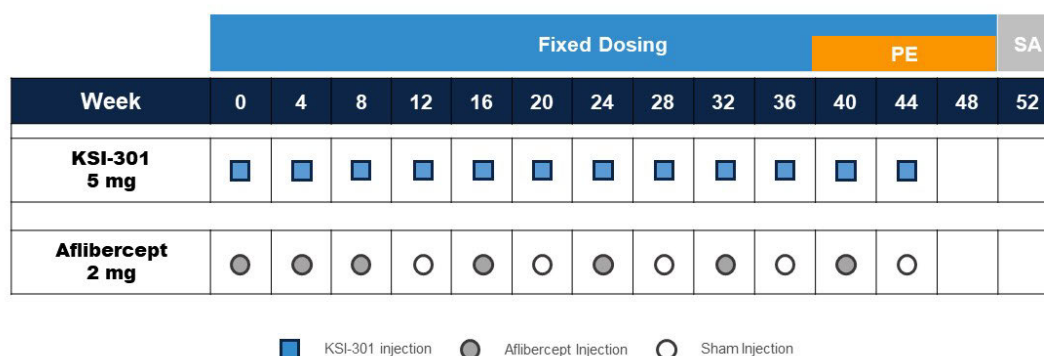 Fixed Dosing
PE
SA
Week 0 4 8 12 16 20 24 28 32 36 40 44 48 52
KSI-301
5 mg
Aflibercept
2 mg
KSI-301 injection Aflibercept Injection Sham Injection